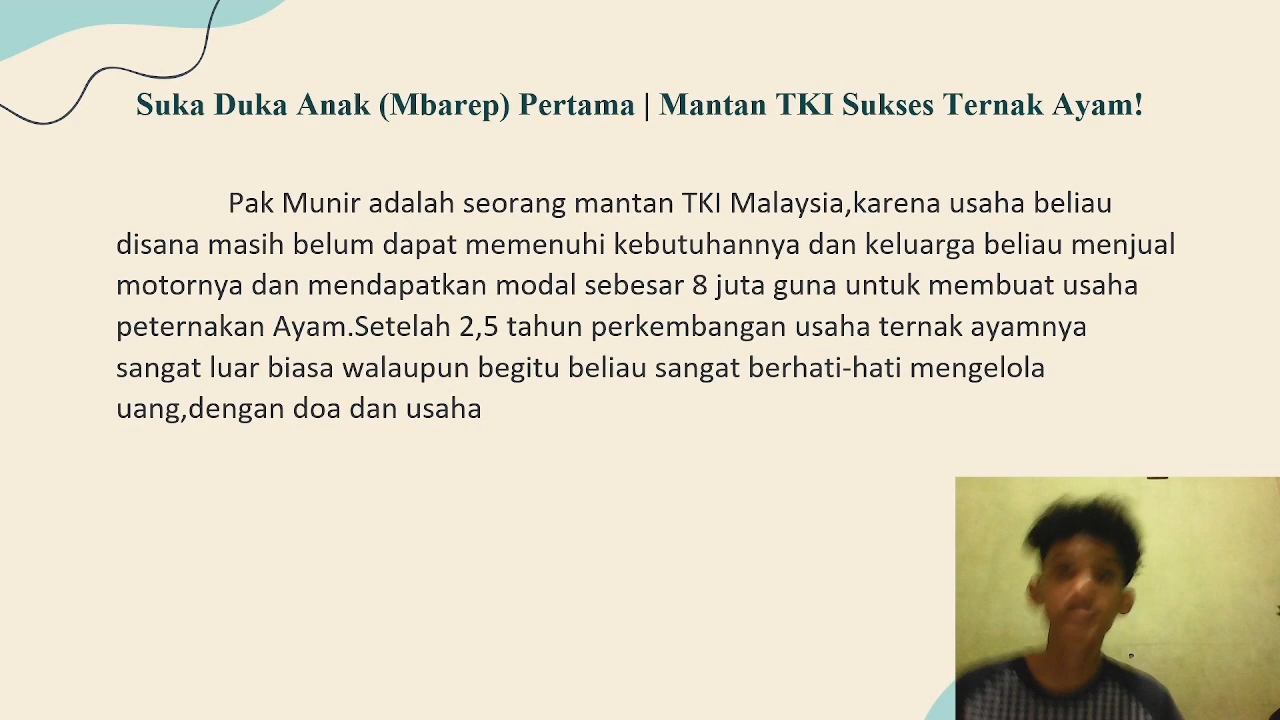 Suka Duka Anak (Mbarep) Pertama | Mantan TKI Sukses Ternak Ayam!
Pak Munir adalah seorang mantan TKI Malaysia,karena usaha beliau
disana masih belum dapat memenuhi kebutuhannya dan keluarga beliau menjual
motornya dan mendapatkan modal sebesar 8 juta guna untuk membuat usaha
peternakan Ayam.Setelah 2,5 tahun perkembangan usaha ternak ayamnya
sangat luar biasa walaupun begitu beliau sangat berhati-hati mengelola
uang,dengan doa dan usaha